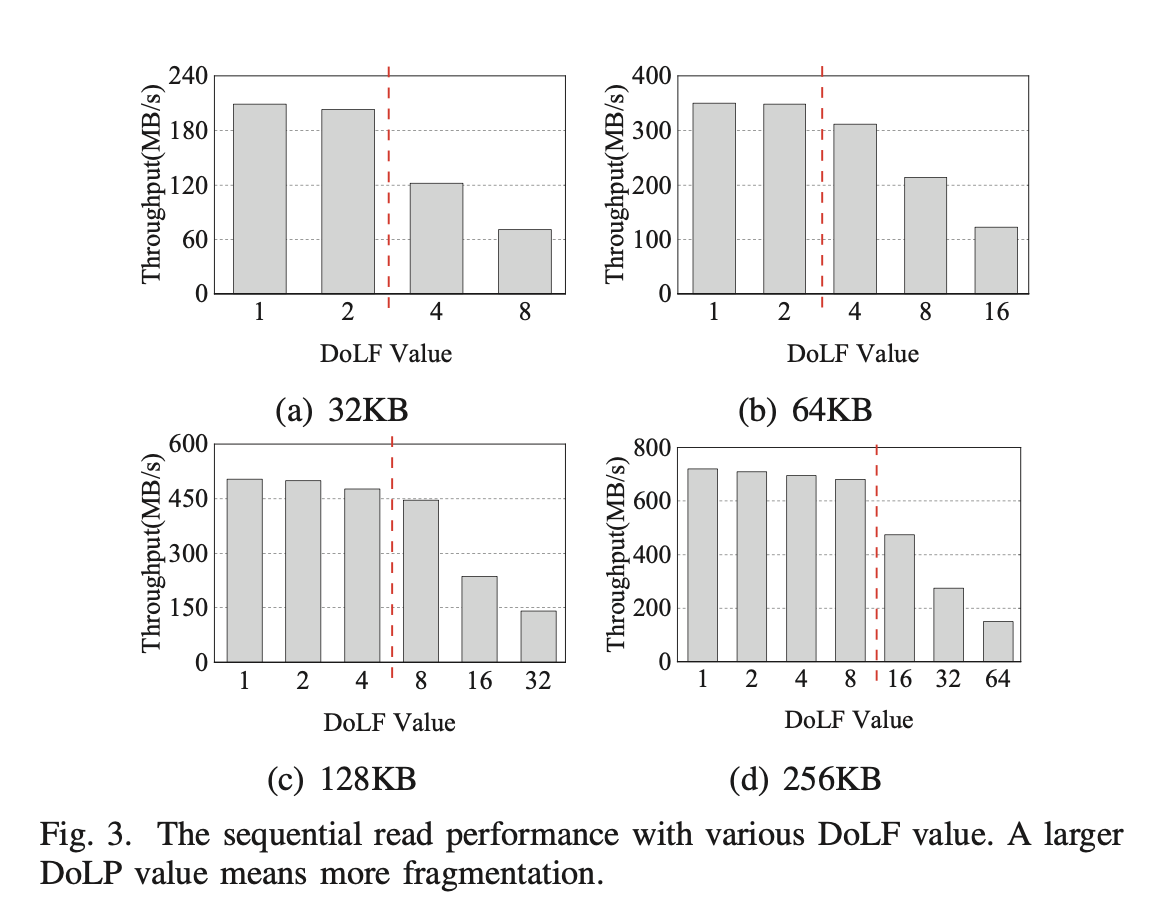 Throughput(MB/s)
240
180
120
60
0
1 2 4 8
DoLF Value
(a) 32KB
Throughput(MB/s)
400
300
200
100
0
1 2 4 8 16
DoLF Value
(b) 64KB
Throughput(MB/s)
600
450
300
150
0
1 2 4 8 16 32
DoLF Value
(c) 128KB
Throughput(MB/s)
800
600
400
200
0
1 2 4 8 16 32 64
DoLF Value
(d) 256KB
Fig. 3. The sequential read performance with various DoLF value. A larger
DoLP value means more fragmentation.